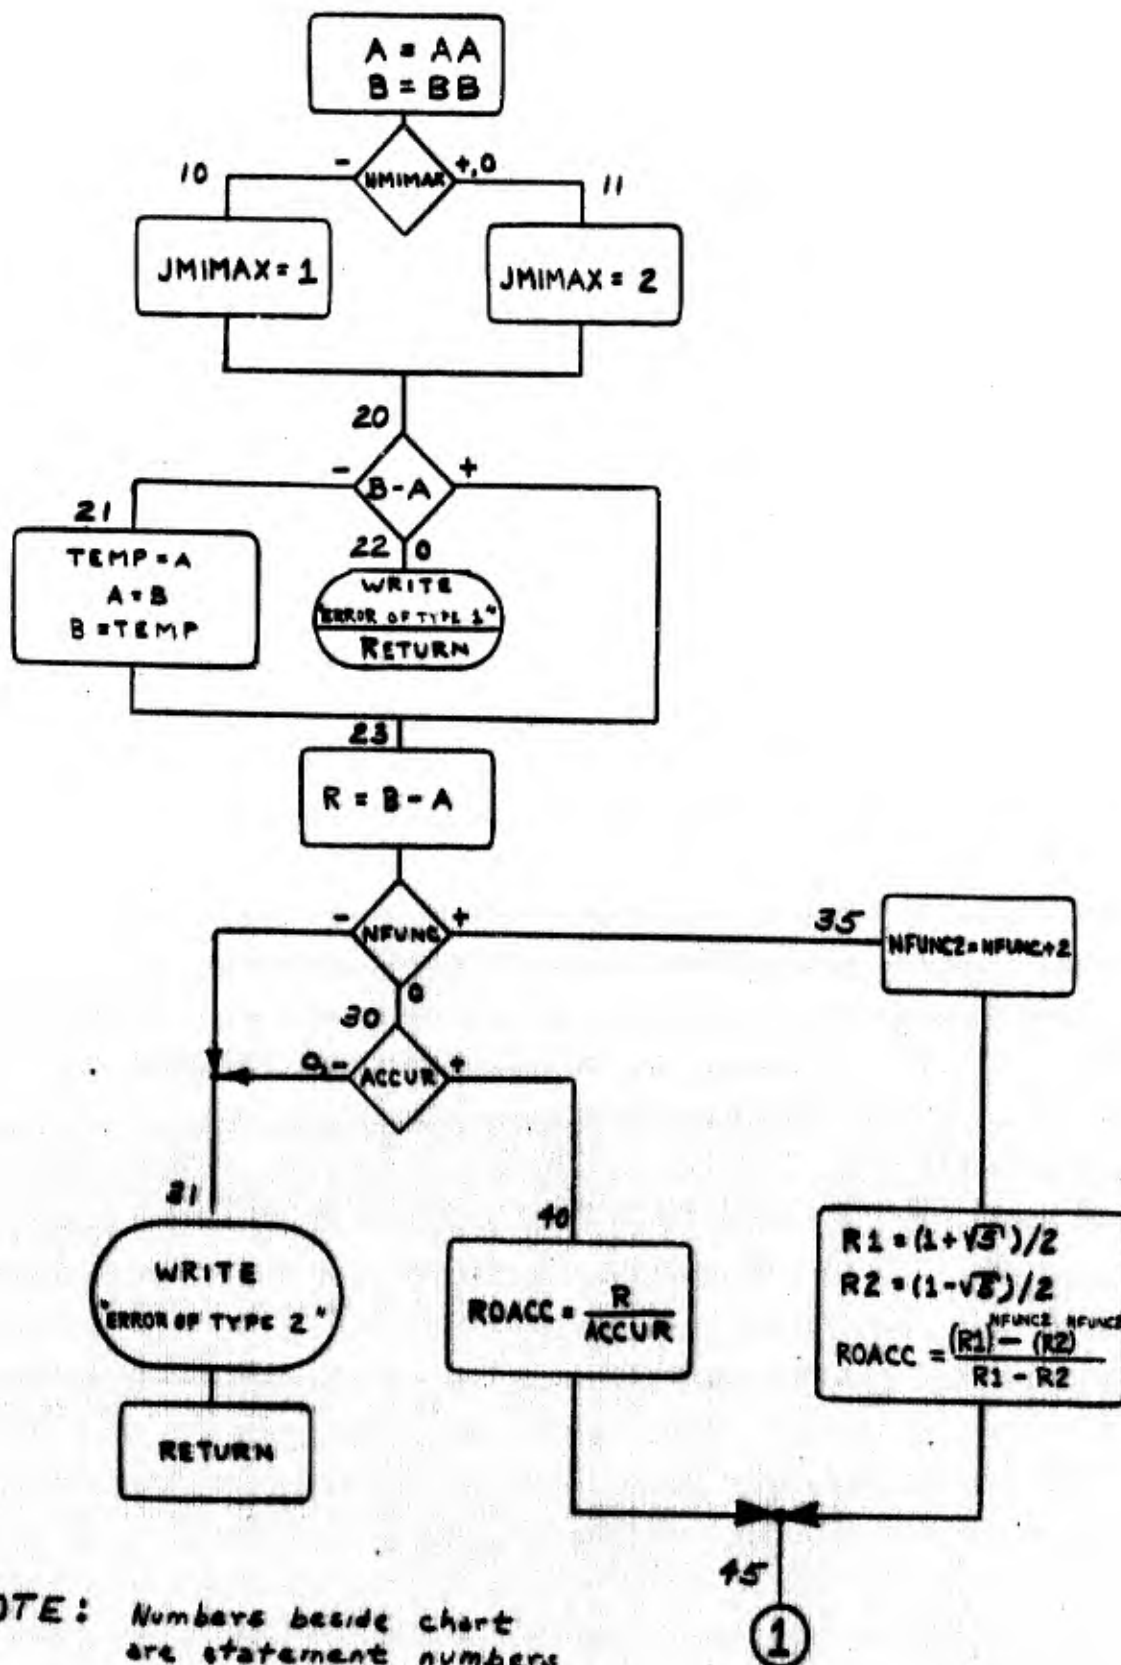 A = AA
B = BB
-
+,0
10
11
NMIMAX
JMIMAX = 1
JMIMAX = 2
20
-
+
B-A
21
22
0
TEMP = A
A = B
B = TEMP
WRITE
"ERROR OF TYPE 1"
RETURN
23
R = B - A
-
+
35
NFUNC
NFUNC2 = NFUNC+2
0
30
0,-
+
ACCUR
31
40
WRITE
"ERROR OF TYPE 2"
ROACC = R
ACCUR
R1 = (1+√5)/2
R2 = (1-√5)/2
NFUNC2 NFUNC2
ROACC = (R1) - (R2)
R1 - R2
RETURN
45
1
OTE: Numbers beside chart
are statement numbers